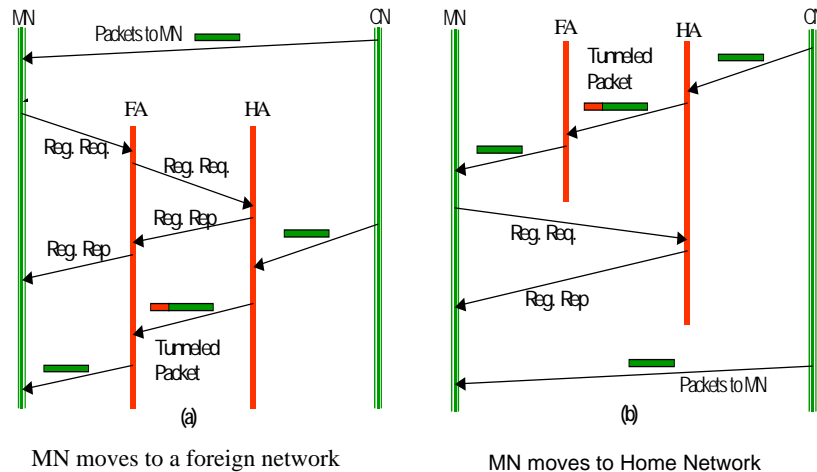 MN
CN
Packets to MN
FA
HA
Reg. Req.
Reg. Req.
Reg. Rep
Reg. Rep
Tunneled
Packet
(a)
MN moves to a foreign network
MN
FA
HA
Tunneled
Packet
Reg. Req.
Reg. Rep
Packets to MN
(b)
MN moves to Home Network